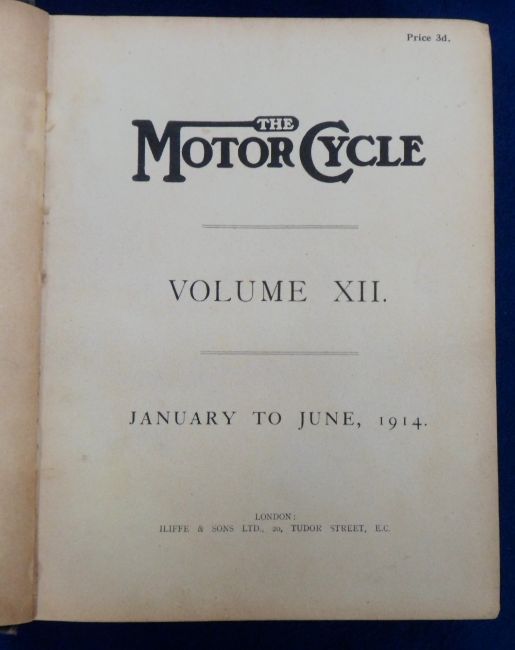 Price 3d.
THE
MOTOR CYCLE
VOLUME XII.
JANUARY TO JUNE, 1914.
LONDON:
ILIFFE & SONS LTD., 20, TUDOR STREET, E.C.